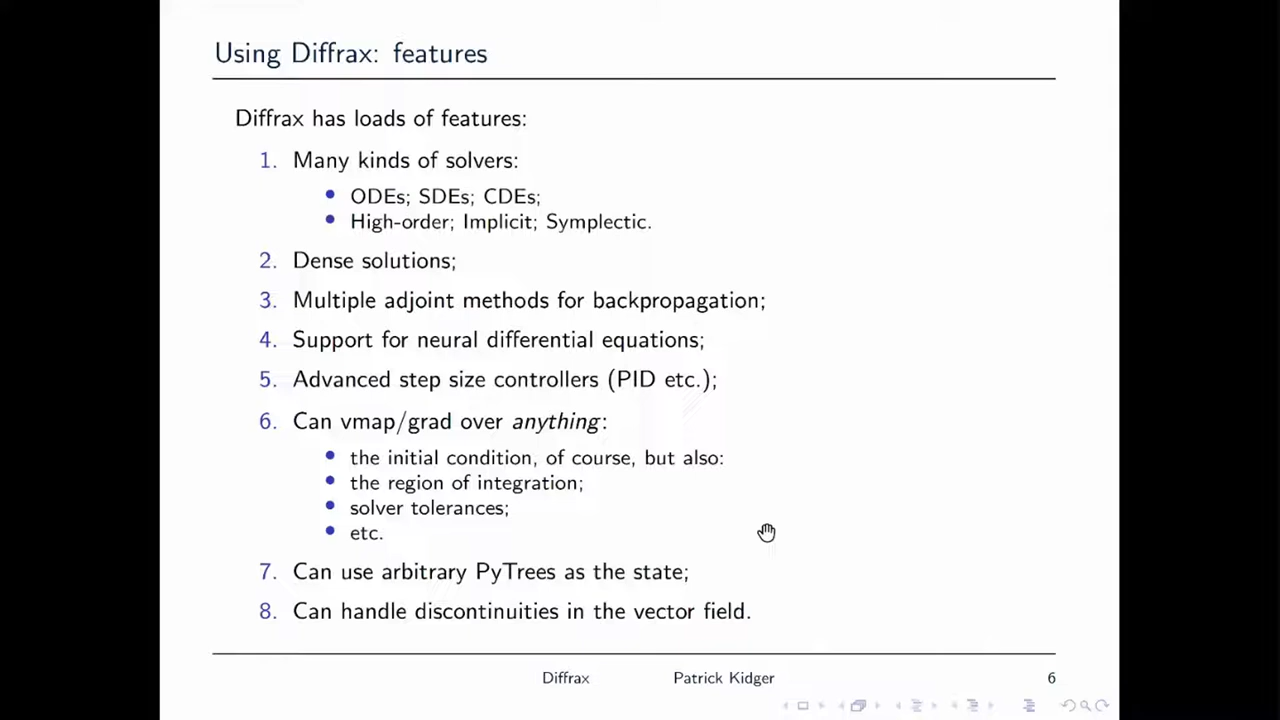 Using Diffrax: features
Diffrax has loads of features:
1. Many kinds of solvers:
• ODEs; SDEs; CDEs;
• High-order; Implicit; Symplectic.
2. Dense solutions;
3. Multiple adjoint methods for backpropagation;
4. Support for neural differential equations;
5. Advanced step size controllers (PID etc.);
6. Can vmap/grad over anything:
• the initial condition, of course, but also:
• the region of integration;
• solver tolerances;
• etc.
7. Can use arbitrary PyTrees as the state;
8. Can handle discontinuities in the vector field.
Diffrax Patrick Kidger 6